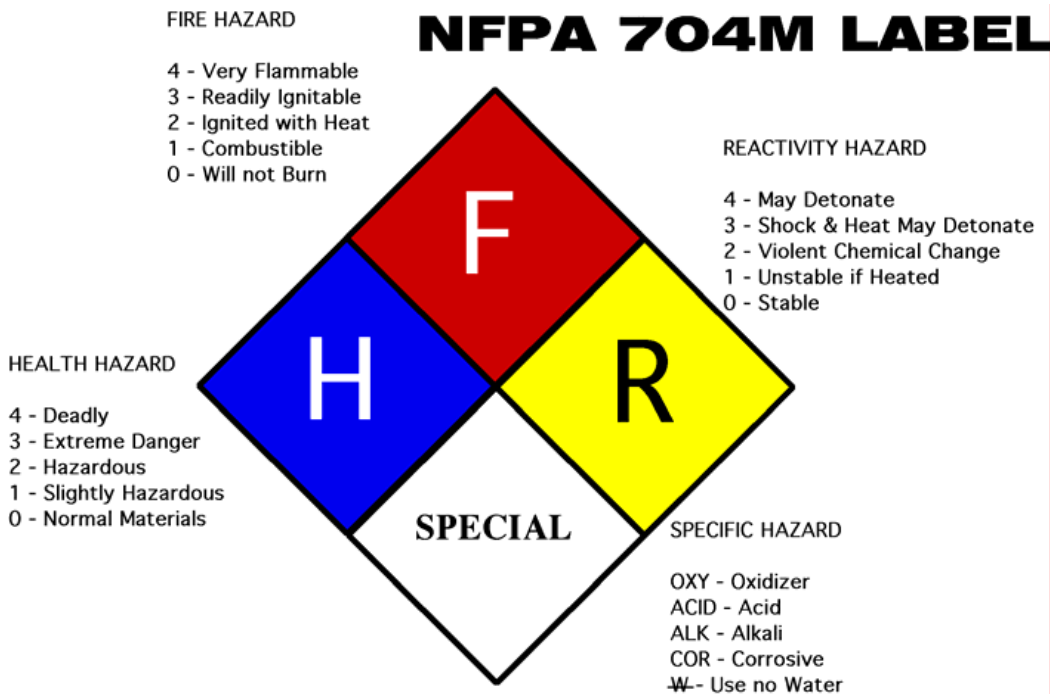 FIRE HAZARD
NFPA 704M LABEL
4 - Very Flammable
3 - Readily Ignitable
2 - Ignited with Heat
1 - Combustible
0 - Will not Burn
REACTIVITY HAZARD
4 - May Detonate
3 - Shock & Heat May Detonate
2 - Violent Chemical Change
1 - Unstable if Heated
0 - Stable
F
H
R
HEALTH HAZARD
4 - Deadly
3 - Extreme Danger
2 - Hazardous
1 - Slightly Hazardous
0 - Normal Materials
SPECIAL
SPECIFIC HAZARD
OXY - Oxidizer
ACID - Acid
ALK - Alkali
COR - Corrosive
W - Use no Water